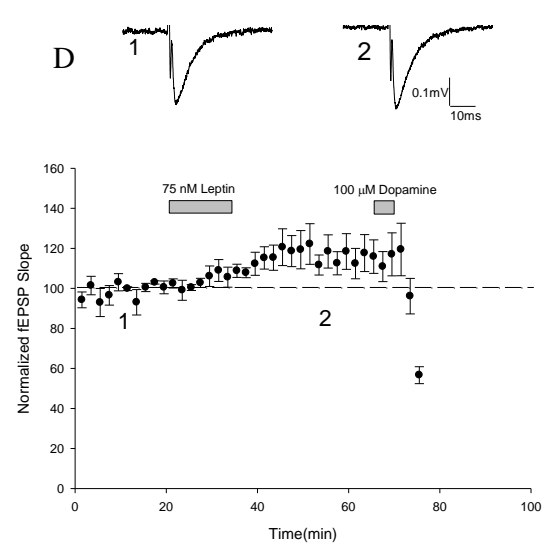 D
1
2
0.1mV
10ms
160
140
120
100
80
60
40
20
0
75 nM Leptin
100 μM Dopamine
1
2
Normalized fEPSP Slope
0 20 40 60 80 100
Time(min)